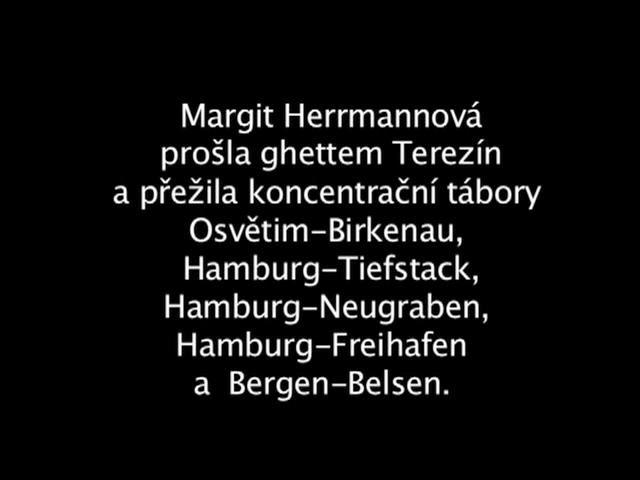 Margit Herrmannová
prošla ghettem Terezín
a přežila koncentrační tábory
Osvětim-Birkenau,
Hamburg-Tiefstack,
Hamburg-Neugraben,
Hamburg-Freihafen
a Bergen-Belsen.